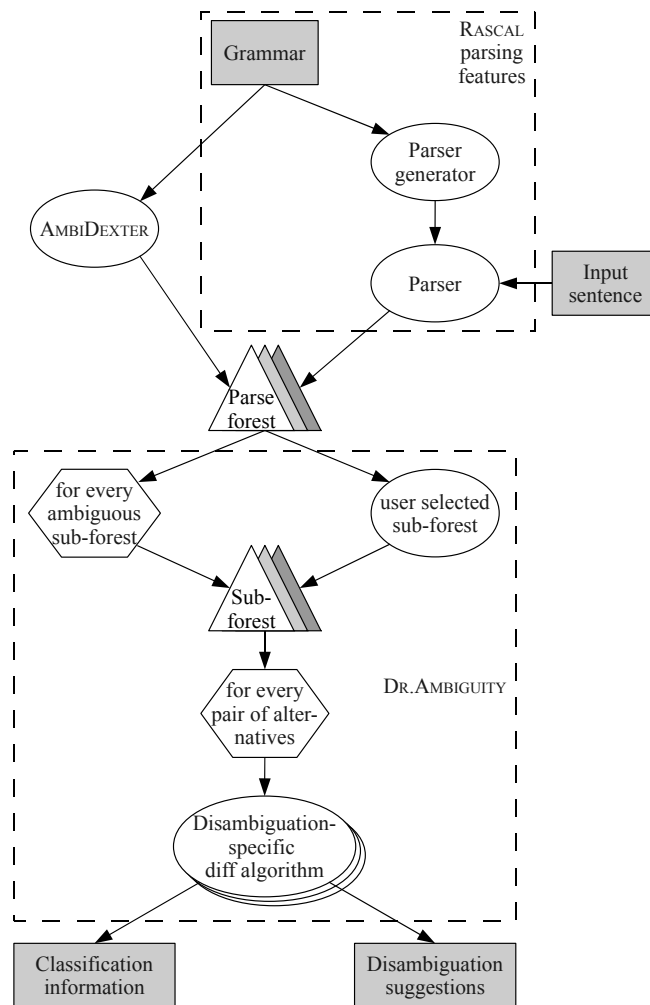 Grammar
RASCAL
parsing
features
Parser
generator
AMBIDEXTER
Parser
Input
sentence
Parse
forest
for every
ambiguous
sub-forest
user selected
sub-forest
Sub-
forest
for every
pair of alter-
natives
DR.AMBIGUITY
Disambiguation-
specific
diff algorithm
Classification
information
Disambiguation
suggestions